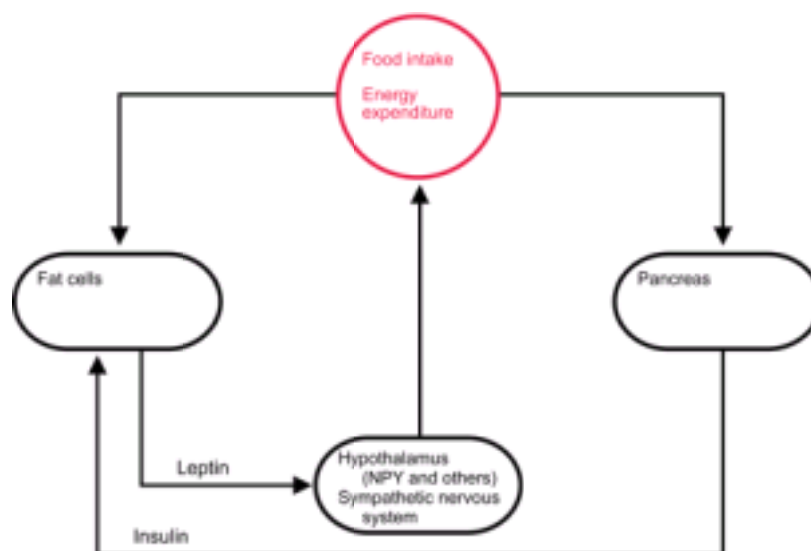 Food intake
Energy
expenditure
Fat cells
Pancreas
Leptin
Hypothalamus
(NPY and others)
Sympathetic nervous
system
Insulin